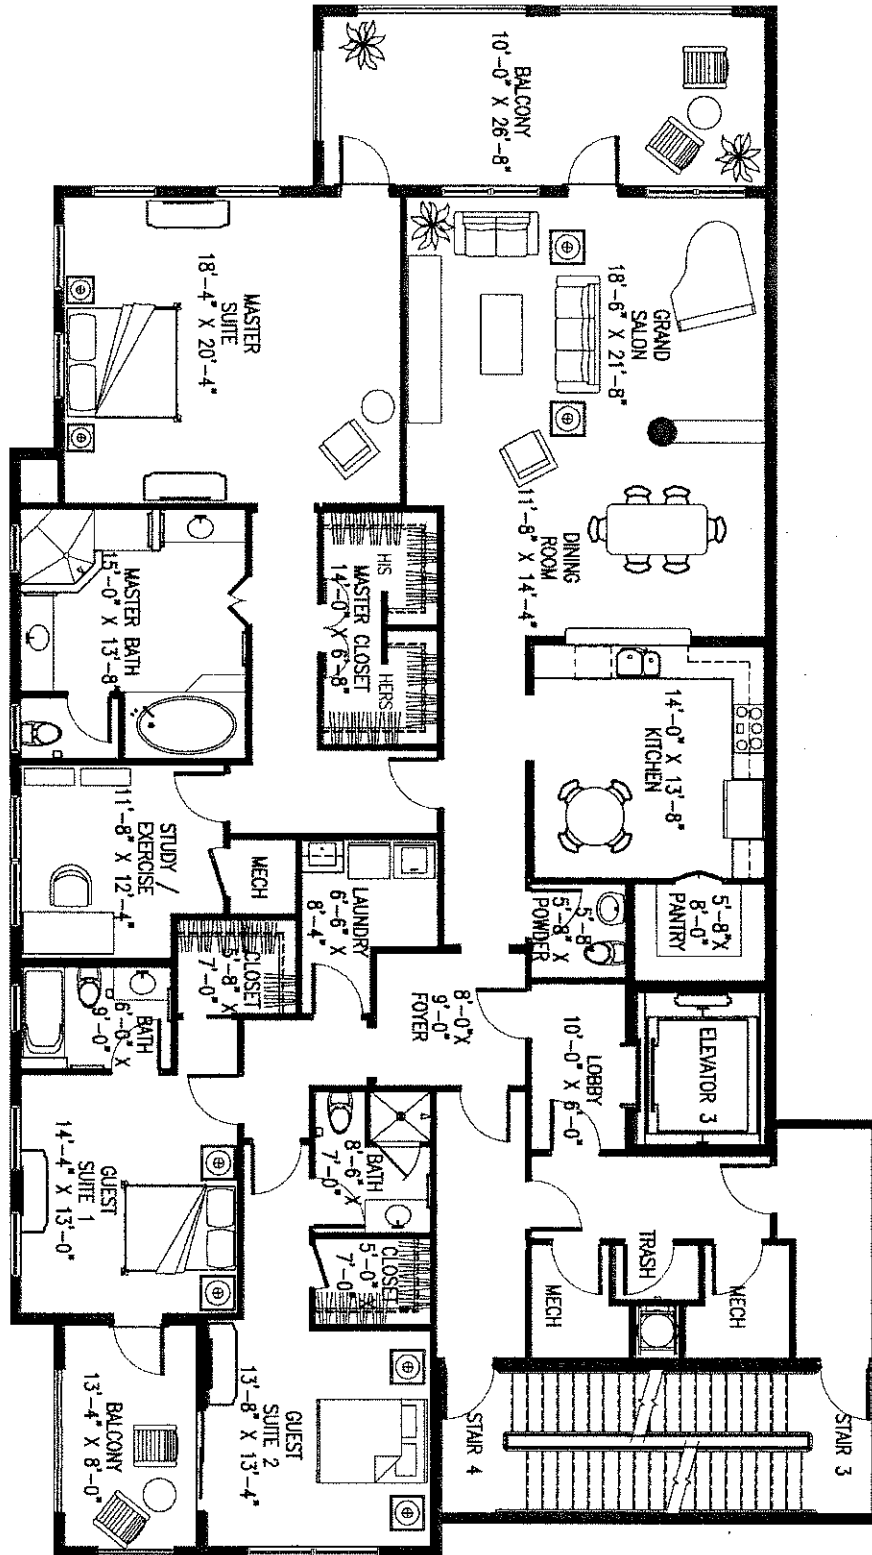 BALCONY
10'-0" X 26'-8"
MASTER
SUITE
18'-4" X 20'-4"
GRAND
SALON
18'-6" X 21'-8"
DINING
ROOM
11'-8" X 14'-4"
MASTER BATH
15'-0" X 13'-8"
HIS
MASTER CLOSET
14'-0" X 6'-8"
HERS
KITCHEN
14'-0" X 13'-8"
STUDY /
EXERCISE
11'-8" X 12'-4"
MECH
LAUNDRY
6'-6" X
8'-4"
POWDER
5'-8" X
5'-8"
PANTRY
5'-8"X
8'-0"
CLOSET
5'-8" X
7'-0"
BATH
6'-0" X
9'-0"
FOYER
8'-0"X
9'-0"
LOBBY
10'-0" X 6'-0"
ELEVATOR 3
GUEST
SUITE 1
14'-4" X 13'-0"
BATH
8'-6" X
7'-0"
CLOSET
5'-0" X
7'-0"
TRASH
MECH
MECH
BALCONY
13'-4" X 8'-0"
GUEST
SUITE 2
13'-8" X 13'-4"
STAIR 4
STAIR 3